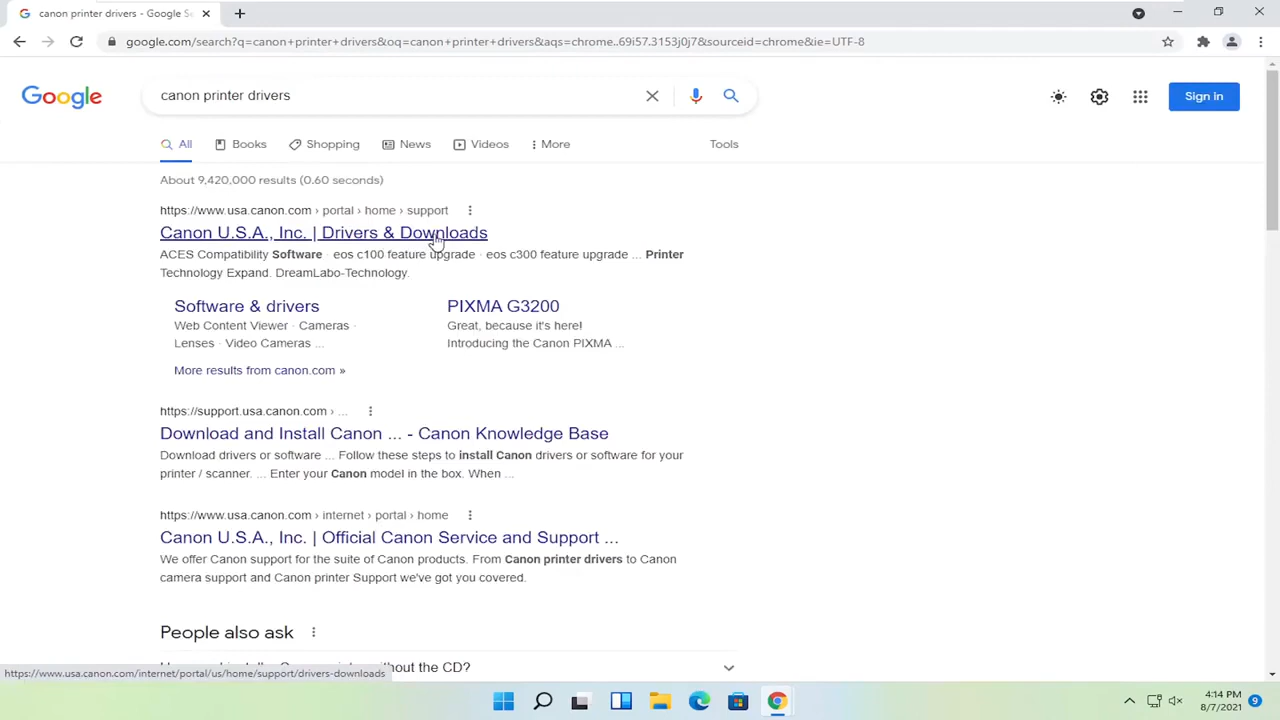 canon printer drivers - Google Se
google.com/search?q=canon+printer+drivers&oq=canon+printer+drivers&aqs=chrome..69i57.3153j0j7&sourceid=chrome&ie=UTF-8
Google
canon printer drivers
Sign in
All
Books
Shopping
News
Videos
More
Tools
About 9,420,000 results (0.60 seconds)
https://www.usa.canon.com › portal › home › support
Canon U.S.A., Inc. | Drivers & Downloads
ACES Compatibility Software · eos c100 feature upgrade · eos c300 feature upgrade ... Printer
Technology Expand. DreamLabo-Technology.
Software & drivers
Web Content Viewer · Cameras ·
Lenses · Video Cameras ...
PIXMA G3200
Great, because it's here!
Introducing the Canon PIXMA ...
More results from canon.com »
https://support.usa.canon.com › ...
Download and Install Canon ... - Canon Knowledge Base
Download drivers or software ... Follow these steps to install Canon drivers or software for your
printer / scanner. ... Enter your Canon model in the box. When ...
https://www.usa.canon.com › internet › portal › home
Canon U.S.A., Inc. | Official Canon Service and Support ...
We offer Canon support for the suite of Canon products. From Canon printer drivers to Canon
camera support and Canon printer Support we've got you covered.
People also ask
without the CD?
https://www.usa.canon.com/internet/portal/us/home/support/drivers-downloads
4:14 PM
8/7/2021
9